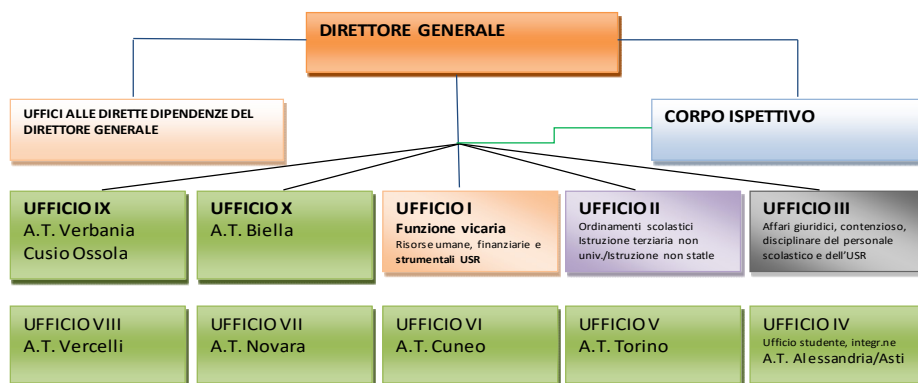 DIRETTORE GENERALE
UFFICI ALLE DIRETTE DIPENDENZE DEL
DIRETTORE GENERALE
CORPO ISPETTIVO
UFFICIO IX
A.T. Verbania
Cusio Ossola
UFFICIO X
A.T. Biella
UFFICIO I
Funzione vicaria
Risorse umane, finanziarie e
strumentali USR
UFFICIO II
Ordinamenti scolastici
Istruzione terziaria non
univ./Istruzione non statle
UFFICIO III
Affari giuridici, contenzioso,
disciplinare del personale
scolastico e dell'USR
UFFICIO VIII
A.T. Vercelli
UFFICIO VII
A.T. Novara
UFFICIO VI
A.T. Cuneo
UFFICIO V
A.T. Torino
UFFICIO IV
Ufficio studente, integr.ne
A.T. Alessandria/Asti